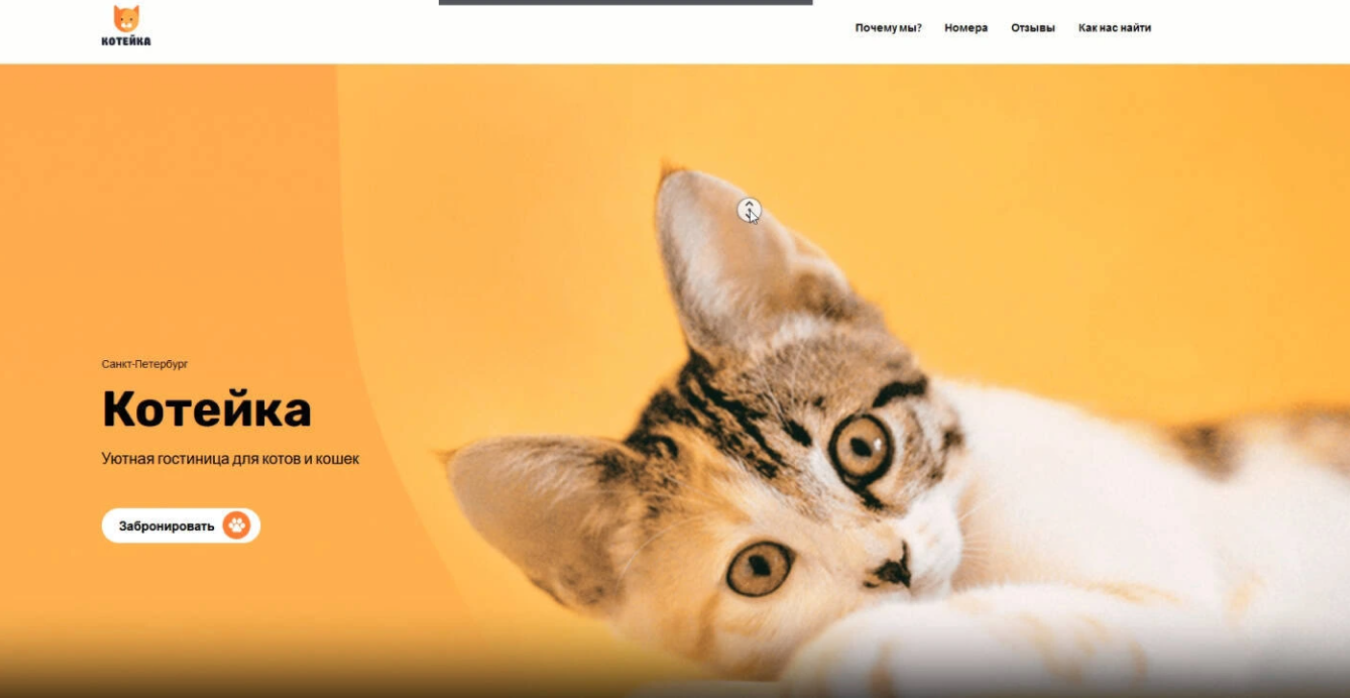 КОТЕЙКА
Почему мы? Номера Отзывы Как нас найти
Санкт-Петербург
Котейка
Уютная гостиница для котов и кошек
Забронировать